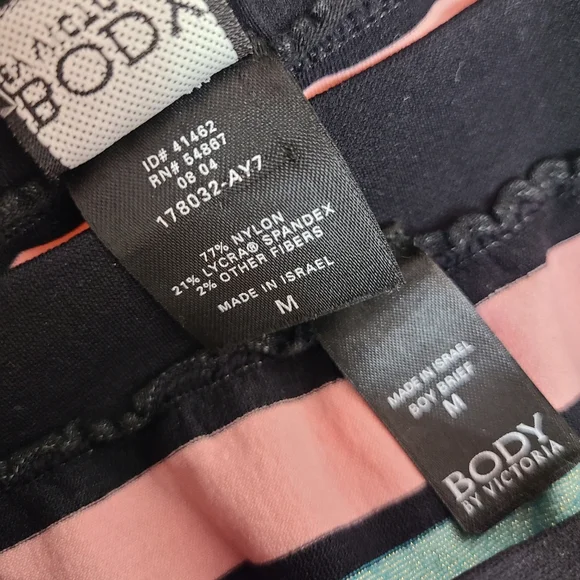 BODY
ID# 41462
RN# 54867
08 04
178032-AY7
77% NYLON
21% LYCRA® SPANDEX
2% OTHER FIBERS
MADE IN ISRAEL
M
MADE IN ISRAEL
BOY BRIEF
M
BODY
BY VICTORIA